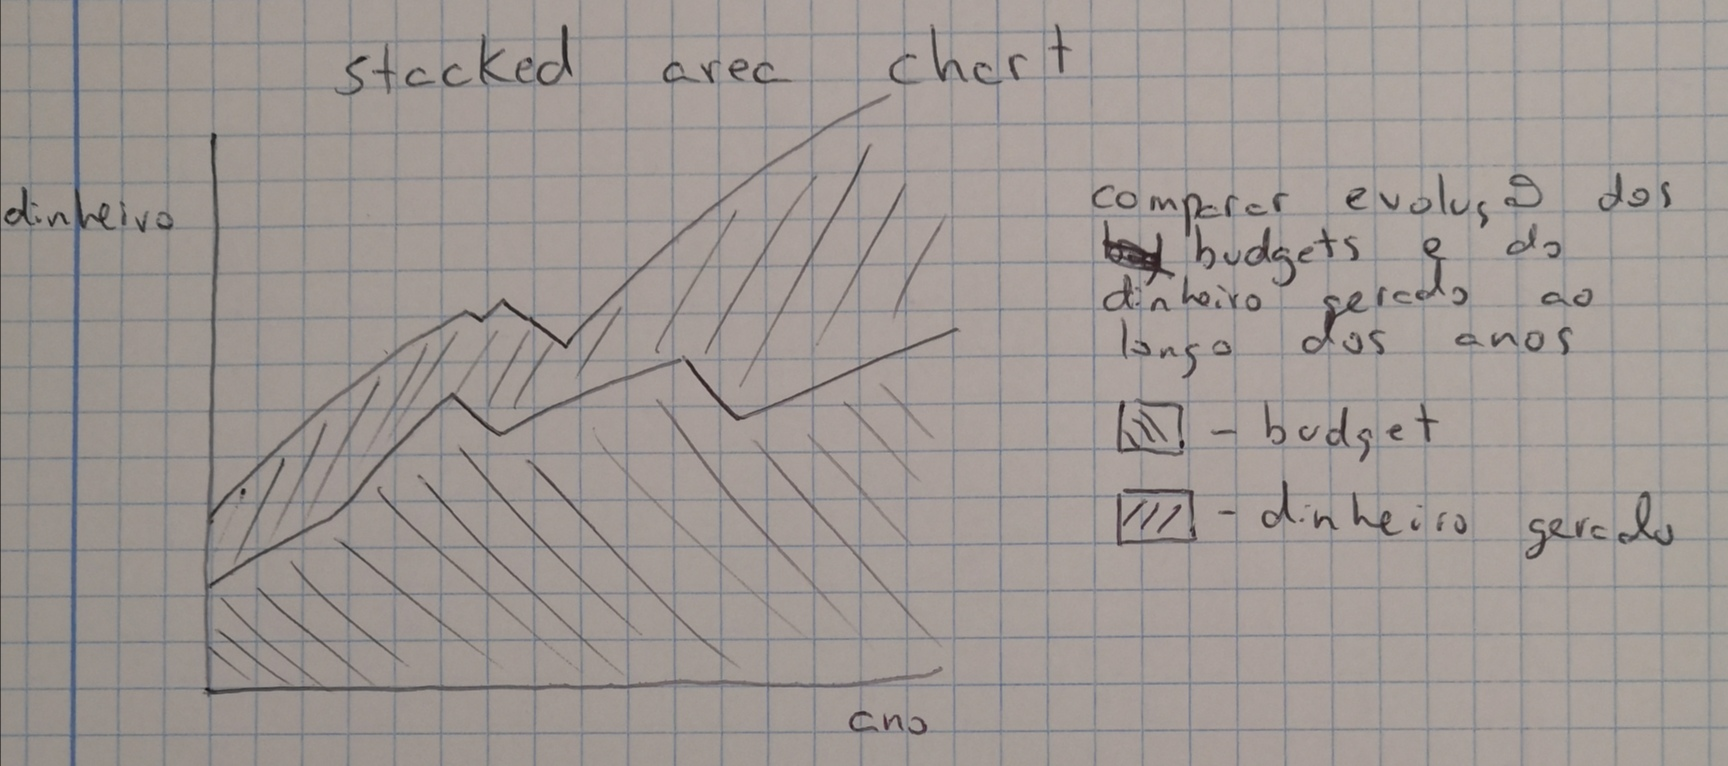 stacked area chart
dinheiro
comparar evolução dos
budgets e do
dinheiro gerado ao
longo dos anos
- budget
- dinheiro gerado
ano